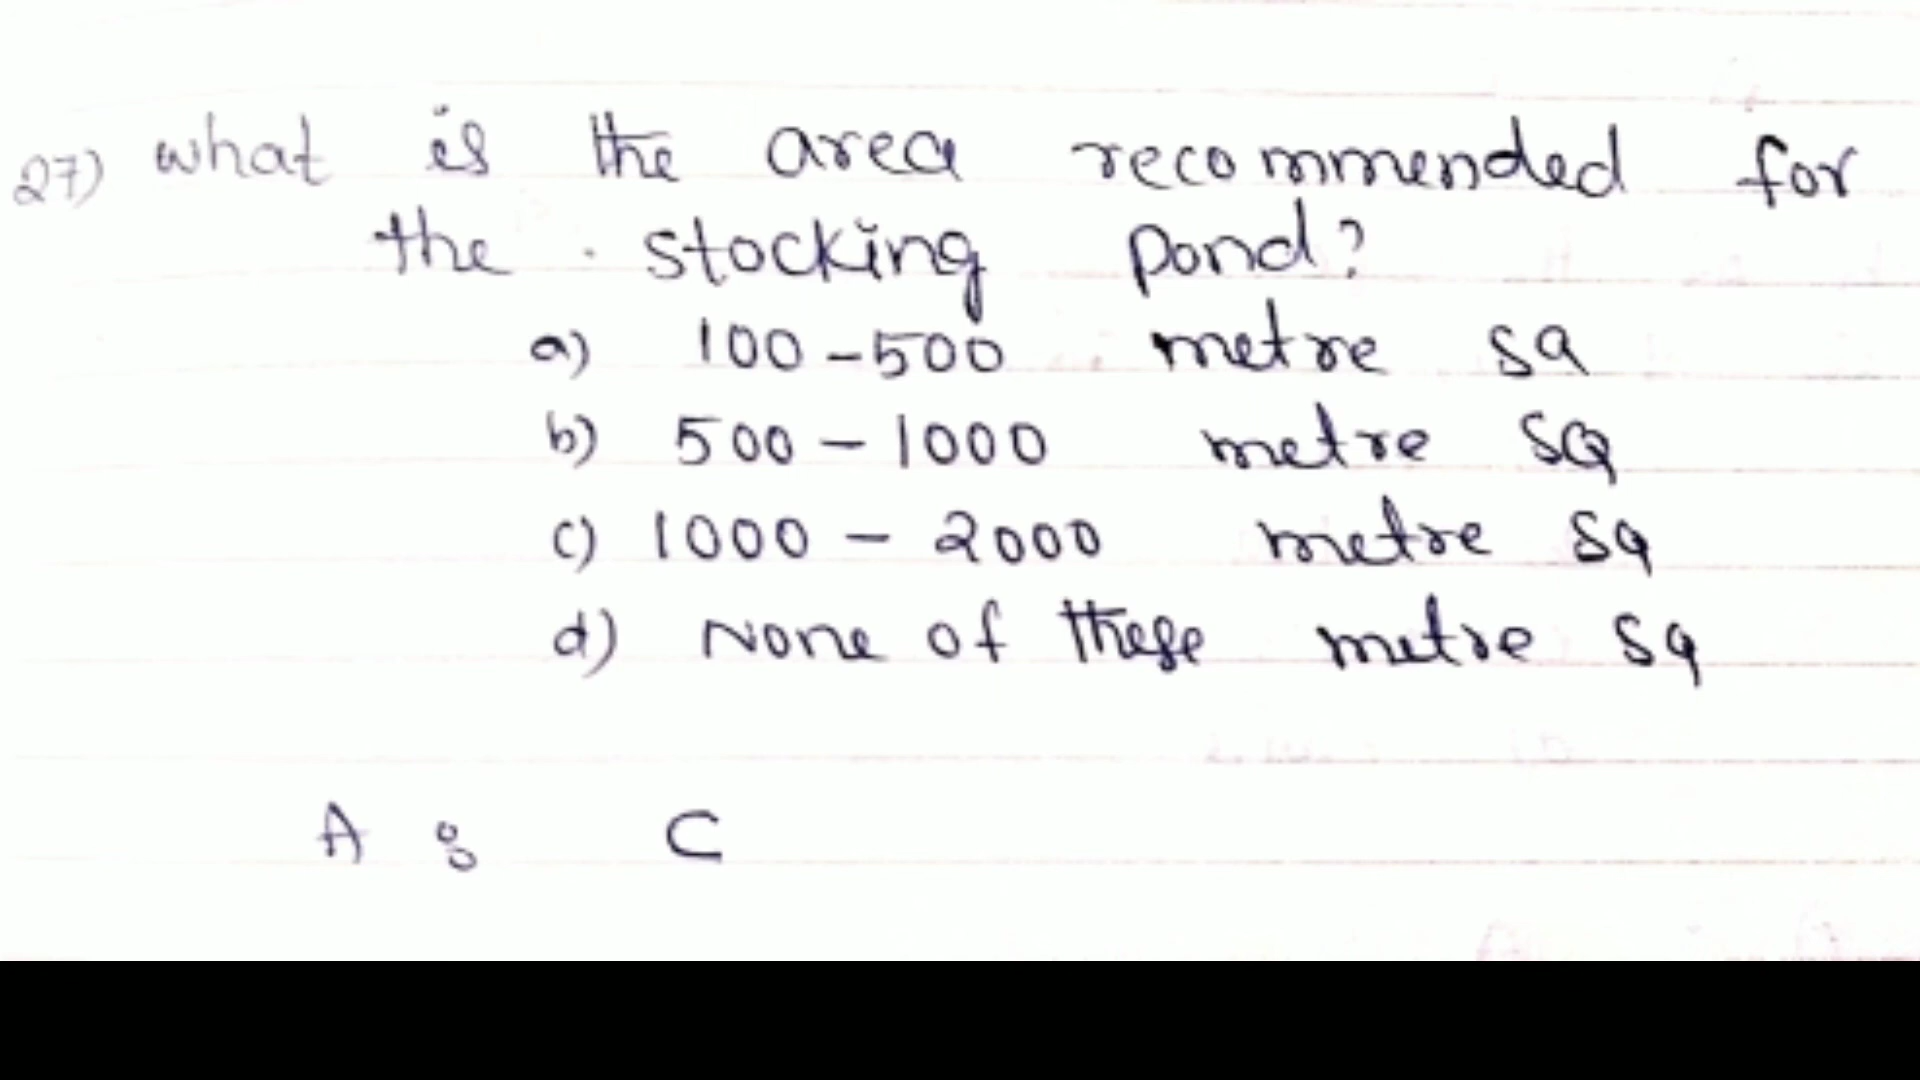 27) what is the area recommended for
the stocking pond?
a) 100-500 metre sq
b) 500 - 1000 metre SQ
c) 1000 - 2000 metre sq
d) None of these metre sq
A : C